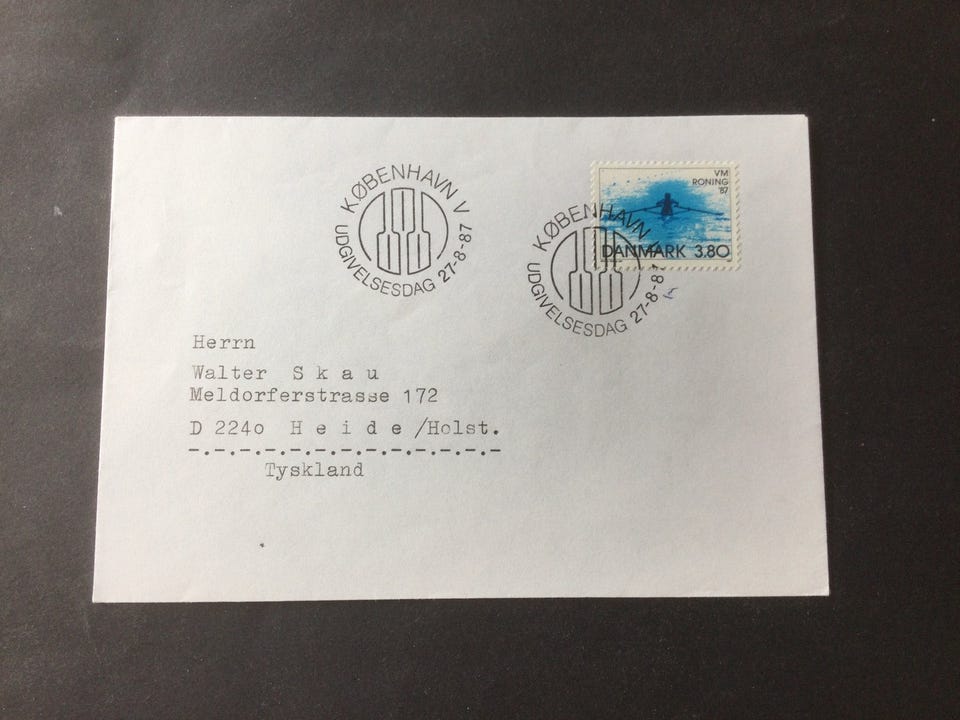 KØBENHAVN V
UDGIVELSESDAG 27-8-87
VM
RONING
'87
DANMARK 3.80
KØBENHAVN V
UDGIVELSESDAG 27-8-87
Herrn
Walter S k a u
Meldorferstrasse 172
D 224o H e i d e /Holst.
-.-.-.-.-.-.-.-.-.-.-.-.-
Tyskland